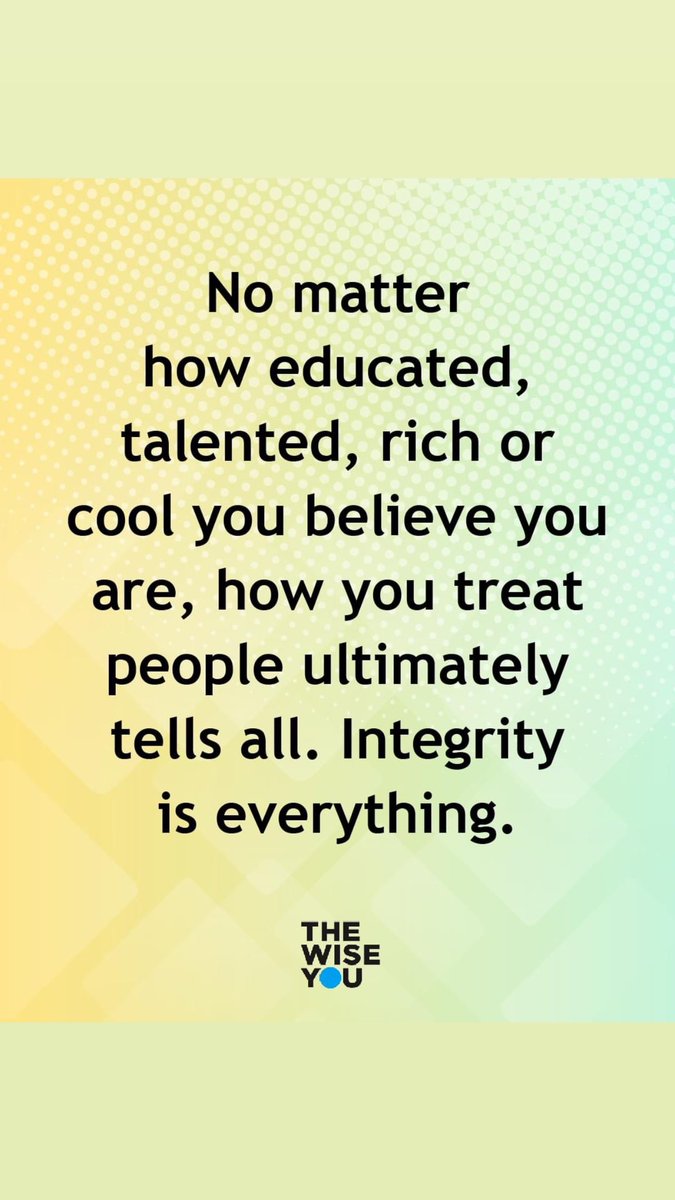 No matter
how educated,
talented, rich or
cool you believe you
are, how you treat
people ultimately
tells all. Integrity
is everything.
THE
WISE
YOU